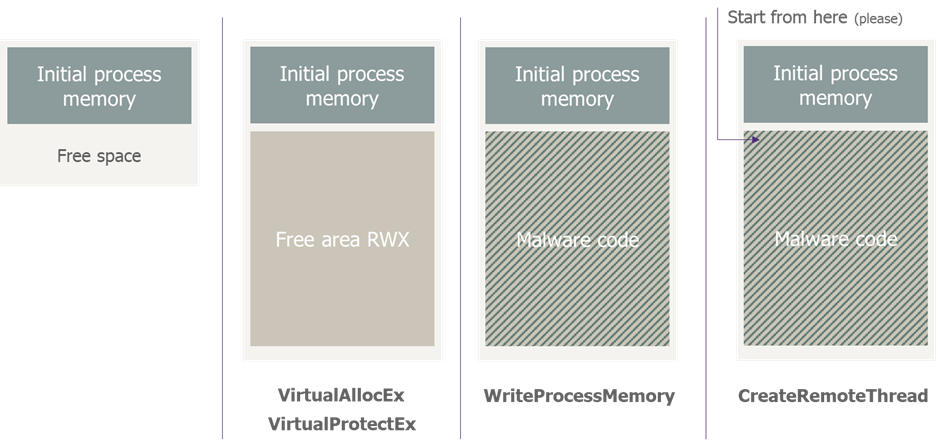 Initial process
memory
Free space
Initial process
memory
Free area RWX
VirtualAllocEx
VirtualProtectEx
Initial process
memory
Malware code
WriteProcessMemory
Start from here (please)
Initial process
memory
Malware code
CreateRemoteThread